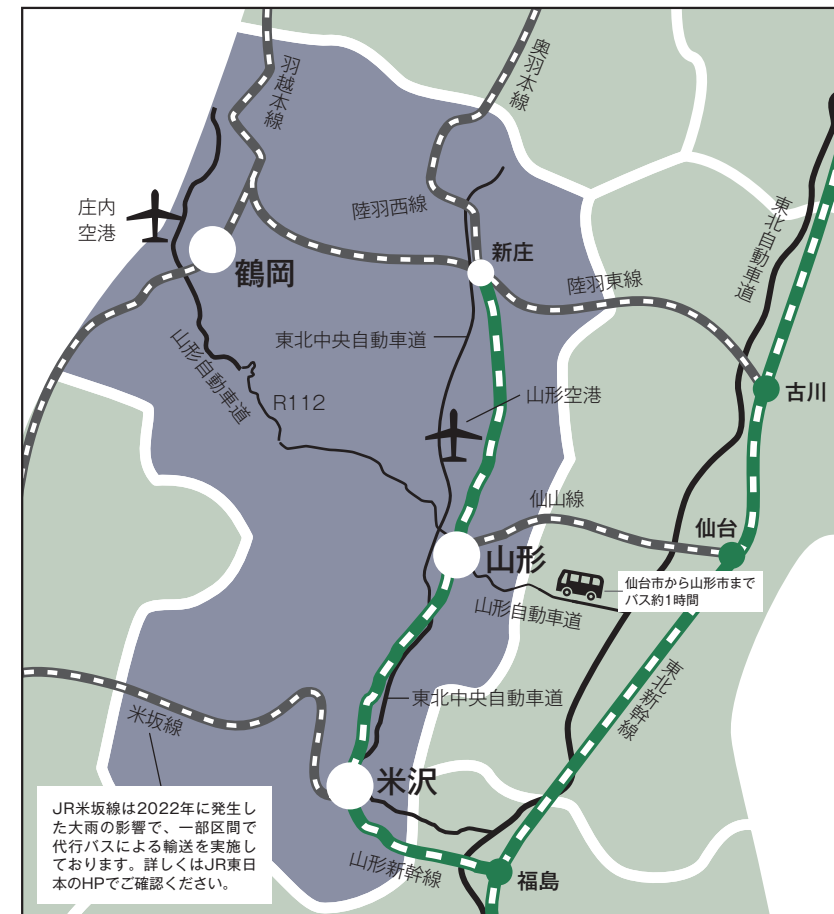 羽越本線
奥羽本線
庄内
空港
陸羽西線
東北自動車道
鶴岡
新庄
陸羽東線
東北中央自動車道
山形自動車道
R112
山形空港
古川
仙山線
仙台
山形
仙台市から山形市まで
バス約1時間
山形自動車道
東北新幹線
東北中央自動車道
米坂線
米沢
JR米坂線は2022年に発生し
た大雨の影響で、一部区間で
代行バスによる輸送を実施し
ております。詳しくはJR東日
本のHPでご確認ください。
山形新幹線
福島